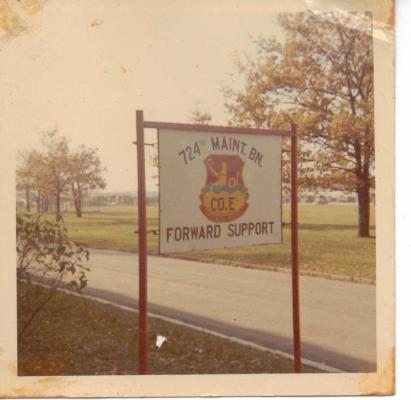 724TH MAINT. BN.
CO. E
FORWARD SUPPORT